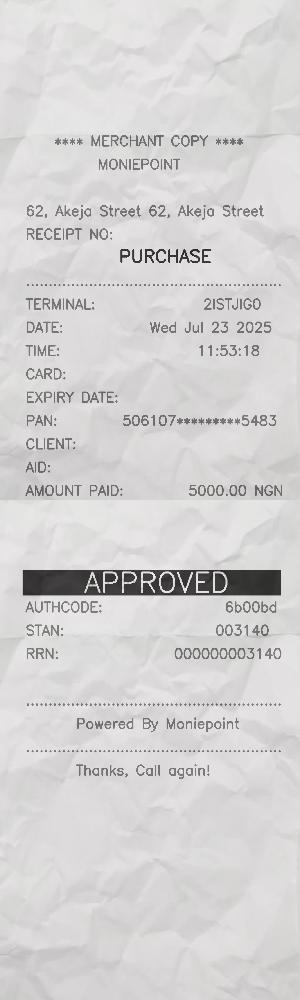 **** MERCHANT COPY ****
MONIEPOINT
62, Akeja Street 62, Akeja Street
RECEIPT NO:
PURCHASE
TERMINAL: 2ISTJIG0
DATE: Wed Jul 23 2025
TIME: 11:53:18
CARD:
EXPIRY DATE:
PAN: 506107*********5483
CLIENT:
AID:
AMOUNT PAID: 5000.00 NGN
APPROVED
AUTHCODE: 6b00bd
STAN: 003140
RRN: 000000003140
Powered By Moniepoint
Thanks, Call again!